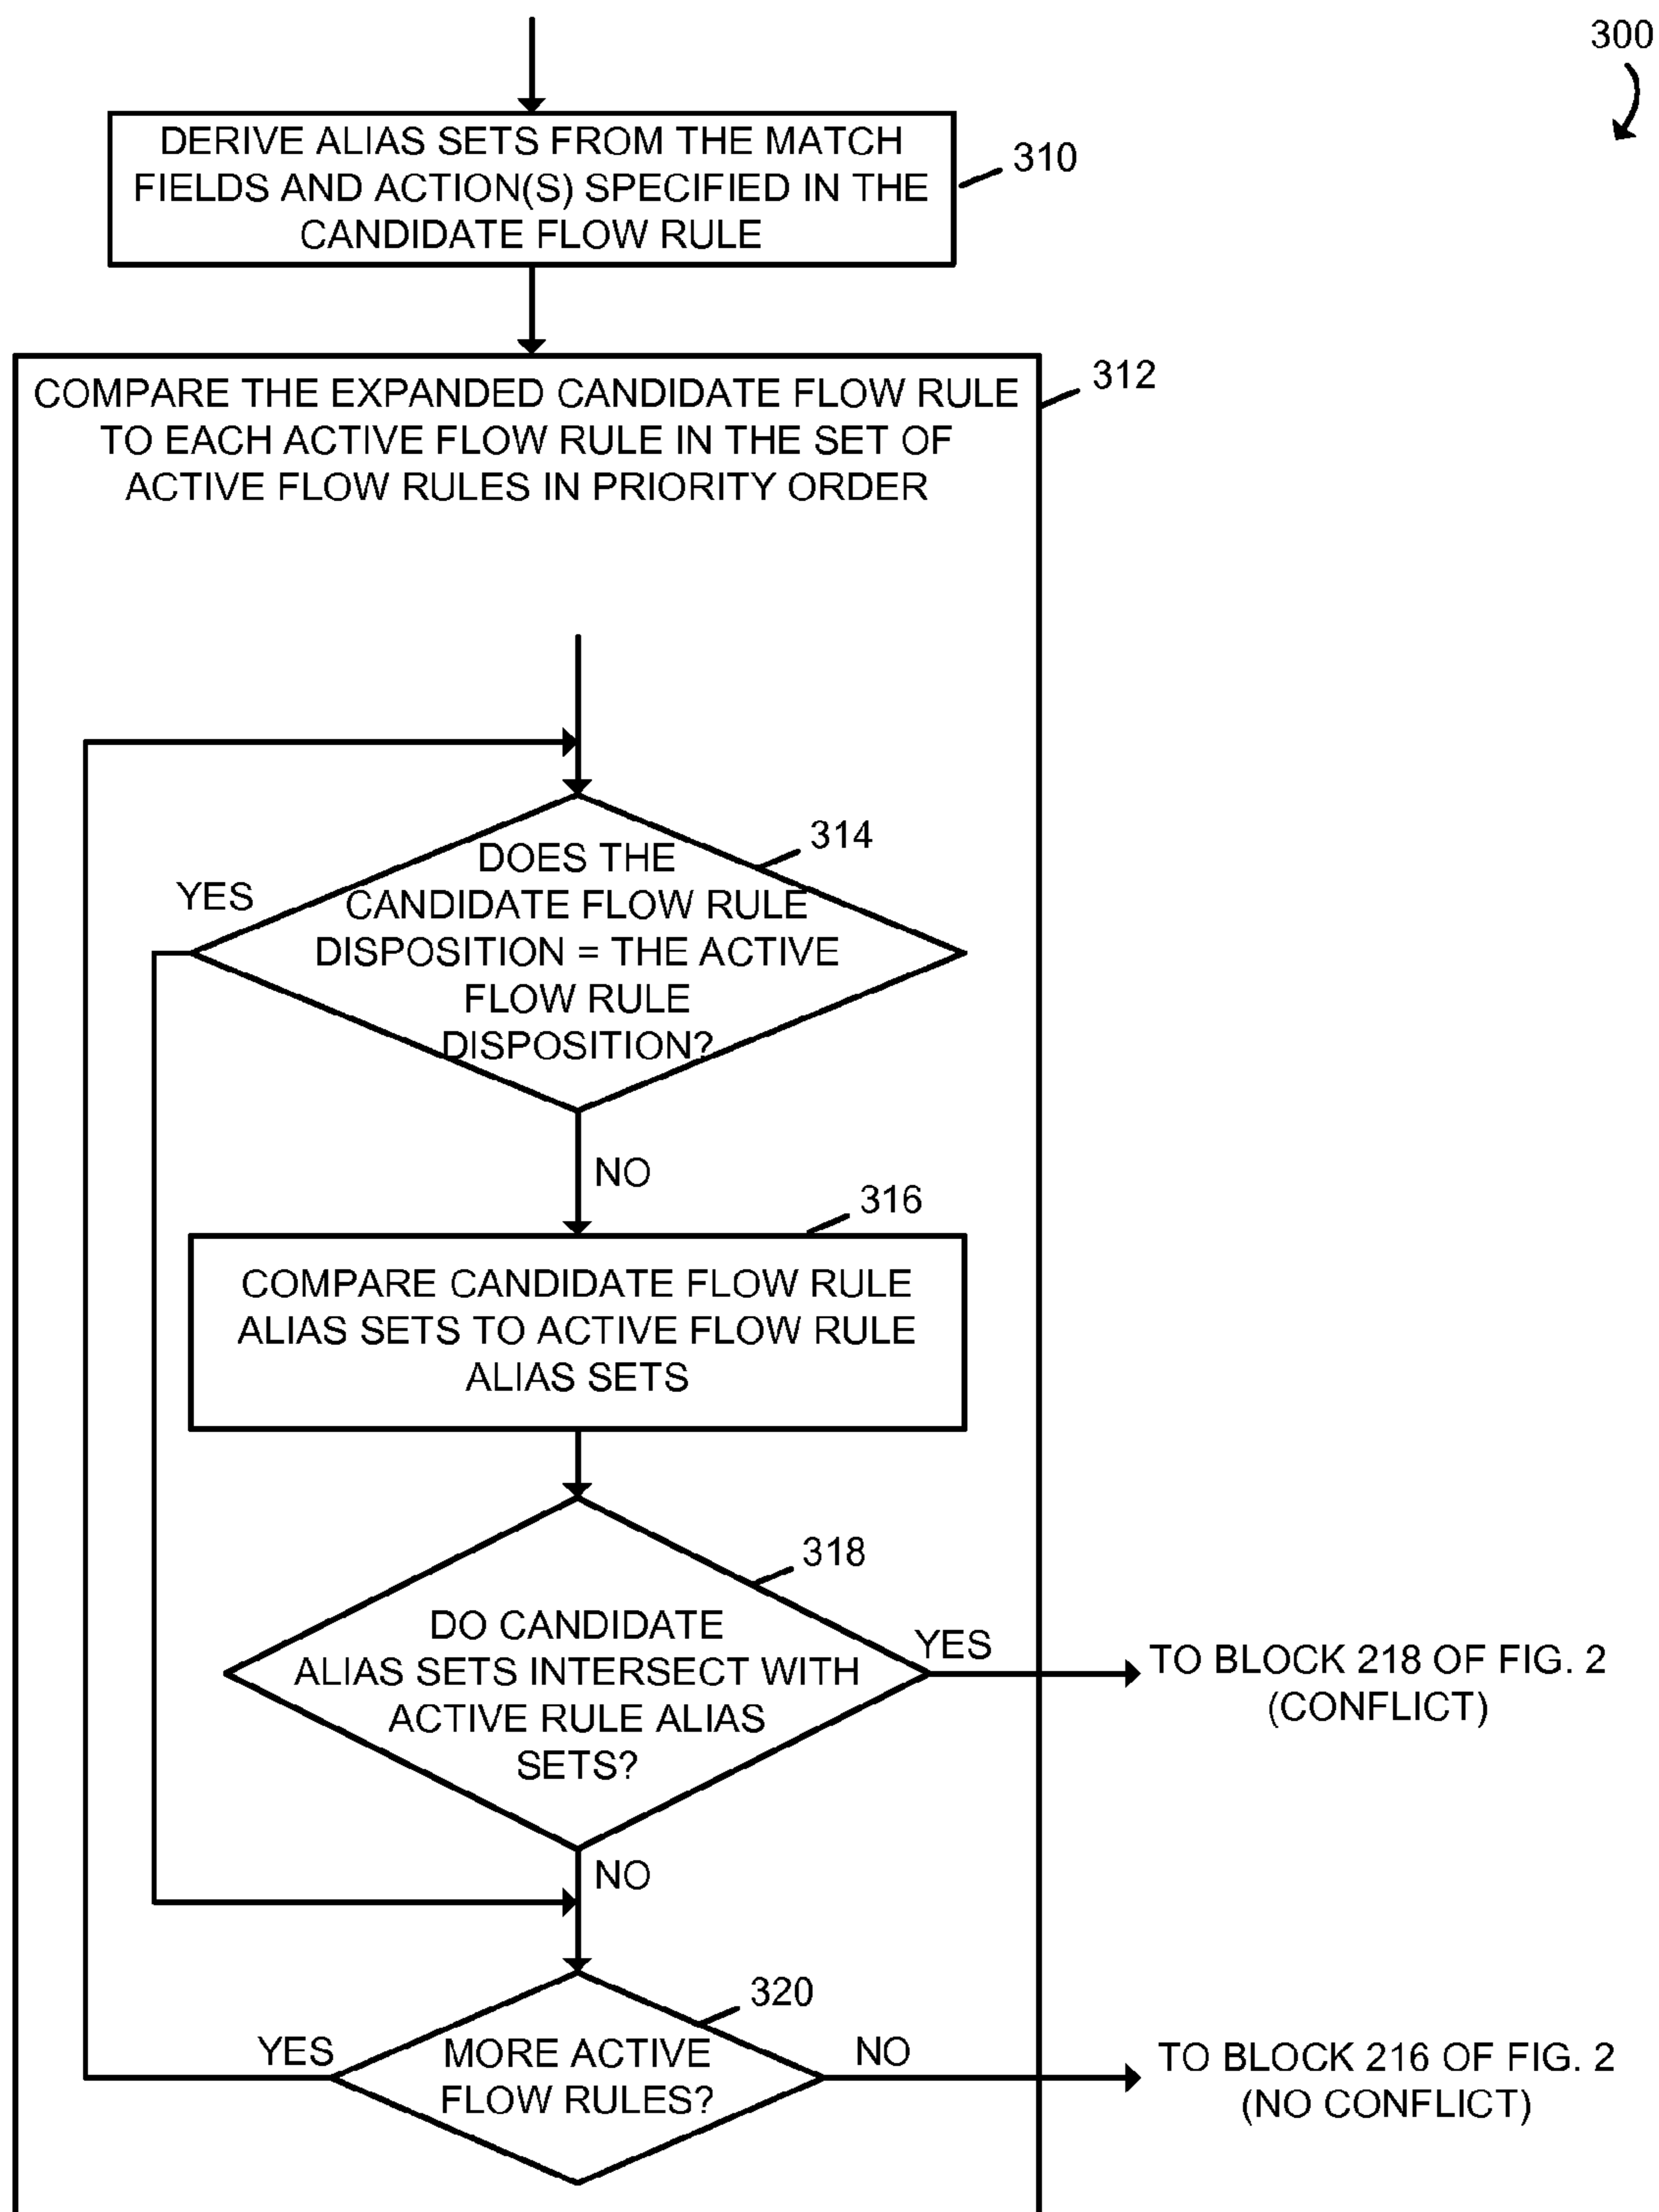 300
DERIVE ALIAS SETS FROM THE MATCH
FIELDS AND ACTION(S) SPECIFIED IN THE
CANDIDATE FLOW RULE
310
COMPARE THE EXPANDED CANDIDATE FLOW RULE
TO EACH ACTIVE FLOW RULE IN THE SET OF
ACTIVE FLOW RULES IN PRIORITY ORDER
312
314
YES
DOES THE
CANDIDATE FLOW RULE
DISPOSITION = THE ACTIVE
FLOW RULE
DISPOSITION?
NO
316
COMPARE CANDIDATE FLOW RULE
ALIAS SETS TO ACTIVE FLOW RULE
ALIAS SETS
318
DO CANDIDATE
ALIAS SETS INTERSECT WITH
ACTIVE RULE ALIAS
SETS?
YES
TO BLOCK 218 OF FIG. 2
(CONFLICT)
NO
320
YES
MORE ACTIVE
FLOW RULES?
NO
TO BLOCK 216 OF FIG. 2
(NO CONFLICT)